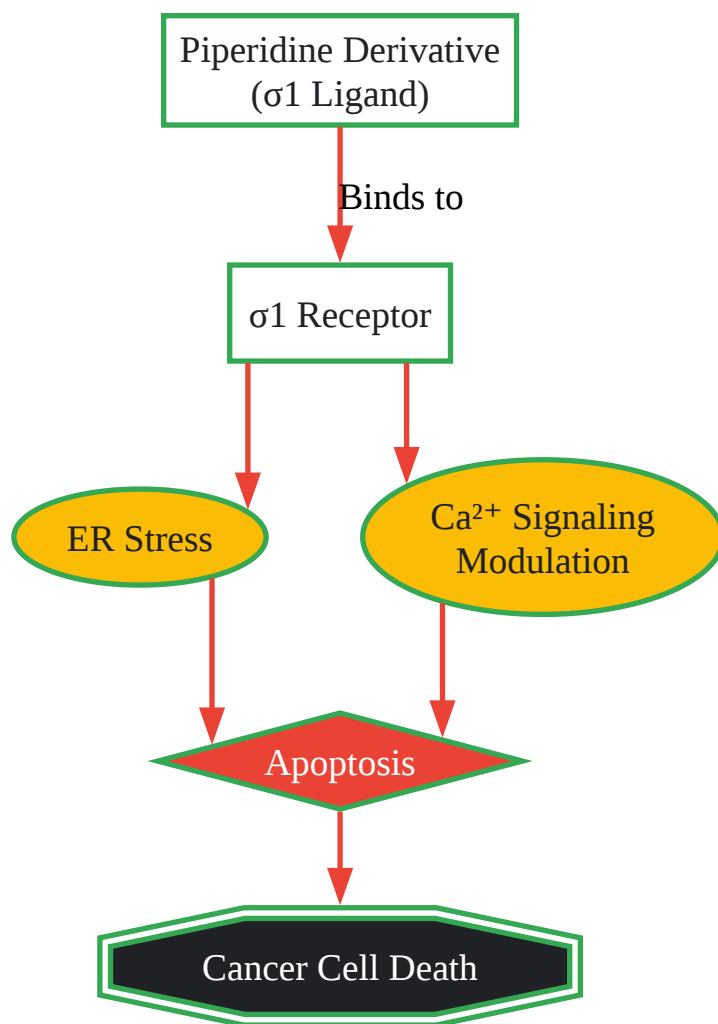 Piperidine Derivative
(σ1 Ligand)
Binds to
σ1 Receptor
ER Stress
Ca²⁺ Signaling
Modulation
Apoptosis
Cancer Cell Death